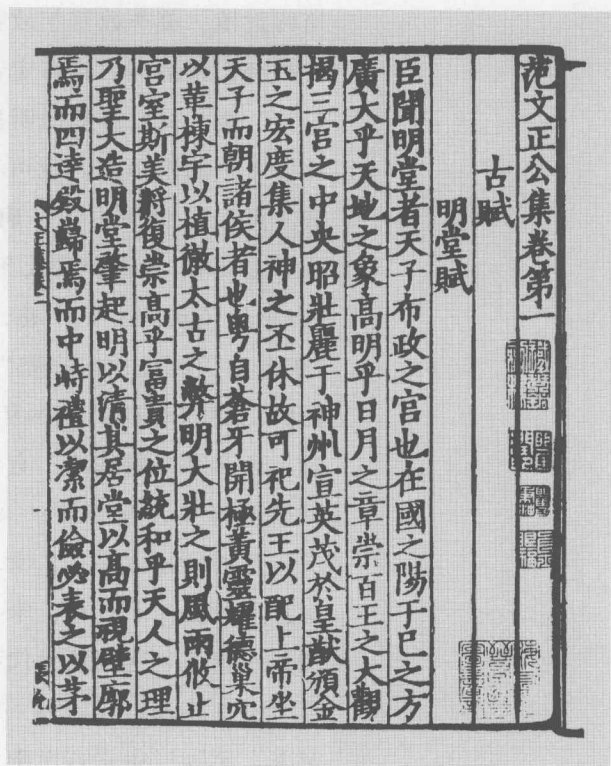 范文正公集卷第一
古賦
明堂賦
臣聞明堂者天子布政之宫也在國之陽于巳之方
廣大乎天地之象高明乎日月之章崇百王之大觀
揭三宫之中央昭壯麗于神州宣英茂於皇猷頒金
玉之宏度集人神之丕休故可祀先王以配上帝坐
天子而朝諸侯者也粤自蒼牙開極黄靈耀德巢穴
以革棟宇以植徹太古之弊明大壯之則風雨攸止
宫室斯美將復崇高乎富貴之位統和乎天人之理
乃聖大造明堂肇起明以清其居堂以高而視壁廓
焉而四達殿巋焉而中峙禮以潔而儉必表之以茅